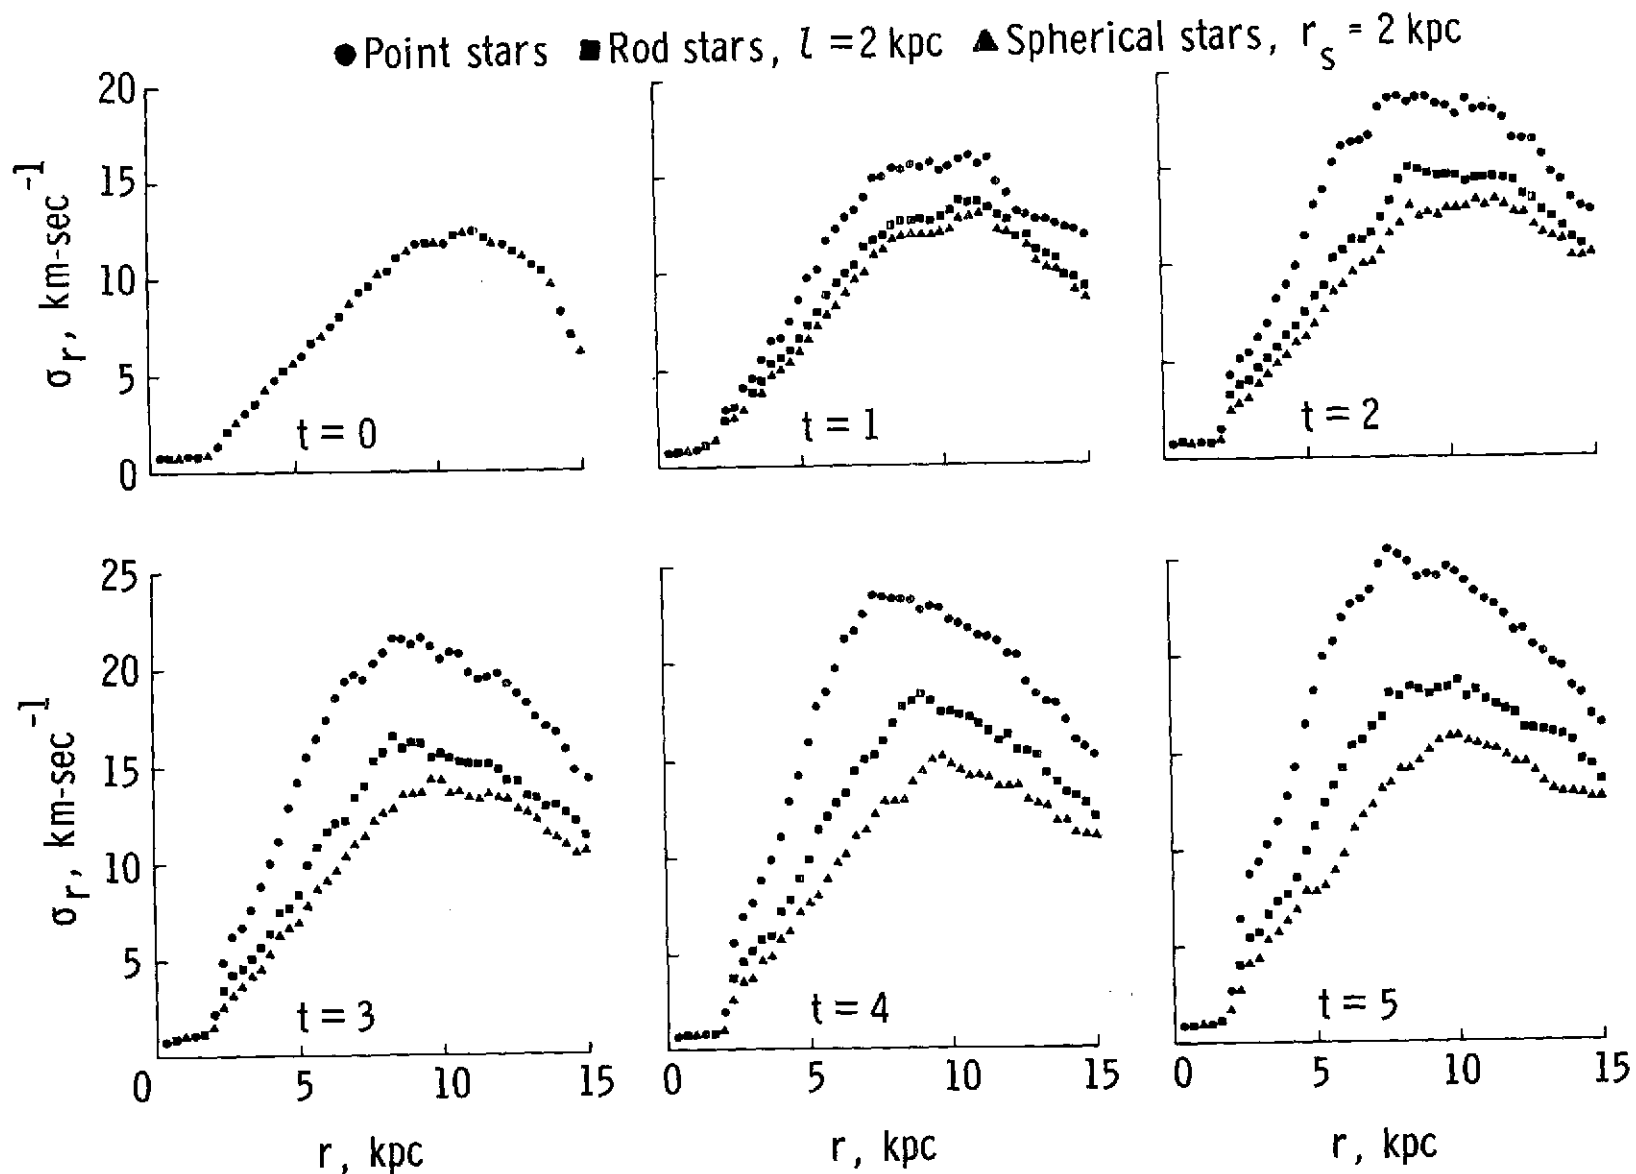 Point stars Rod stars, l = 2 kpc Spherical stars, r_s = 2 kpc
20
15
10
5
0
σ_r, km-sec^-1
t = 0
t = 1
t = 2
25
20
15
10
5
σ_r, km-sec^-1
t = 3
t = 4
t = 5
0 5 10 15
0 5 10 15
0 5 10 15
r, kpc
r, kpc
r, kpc